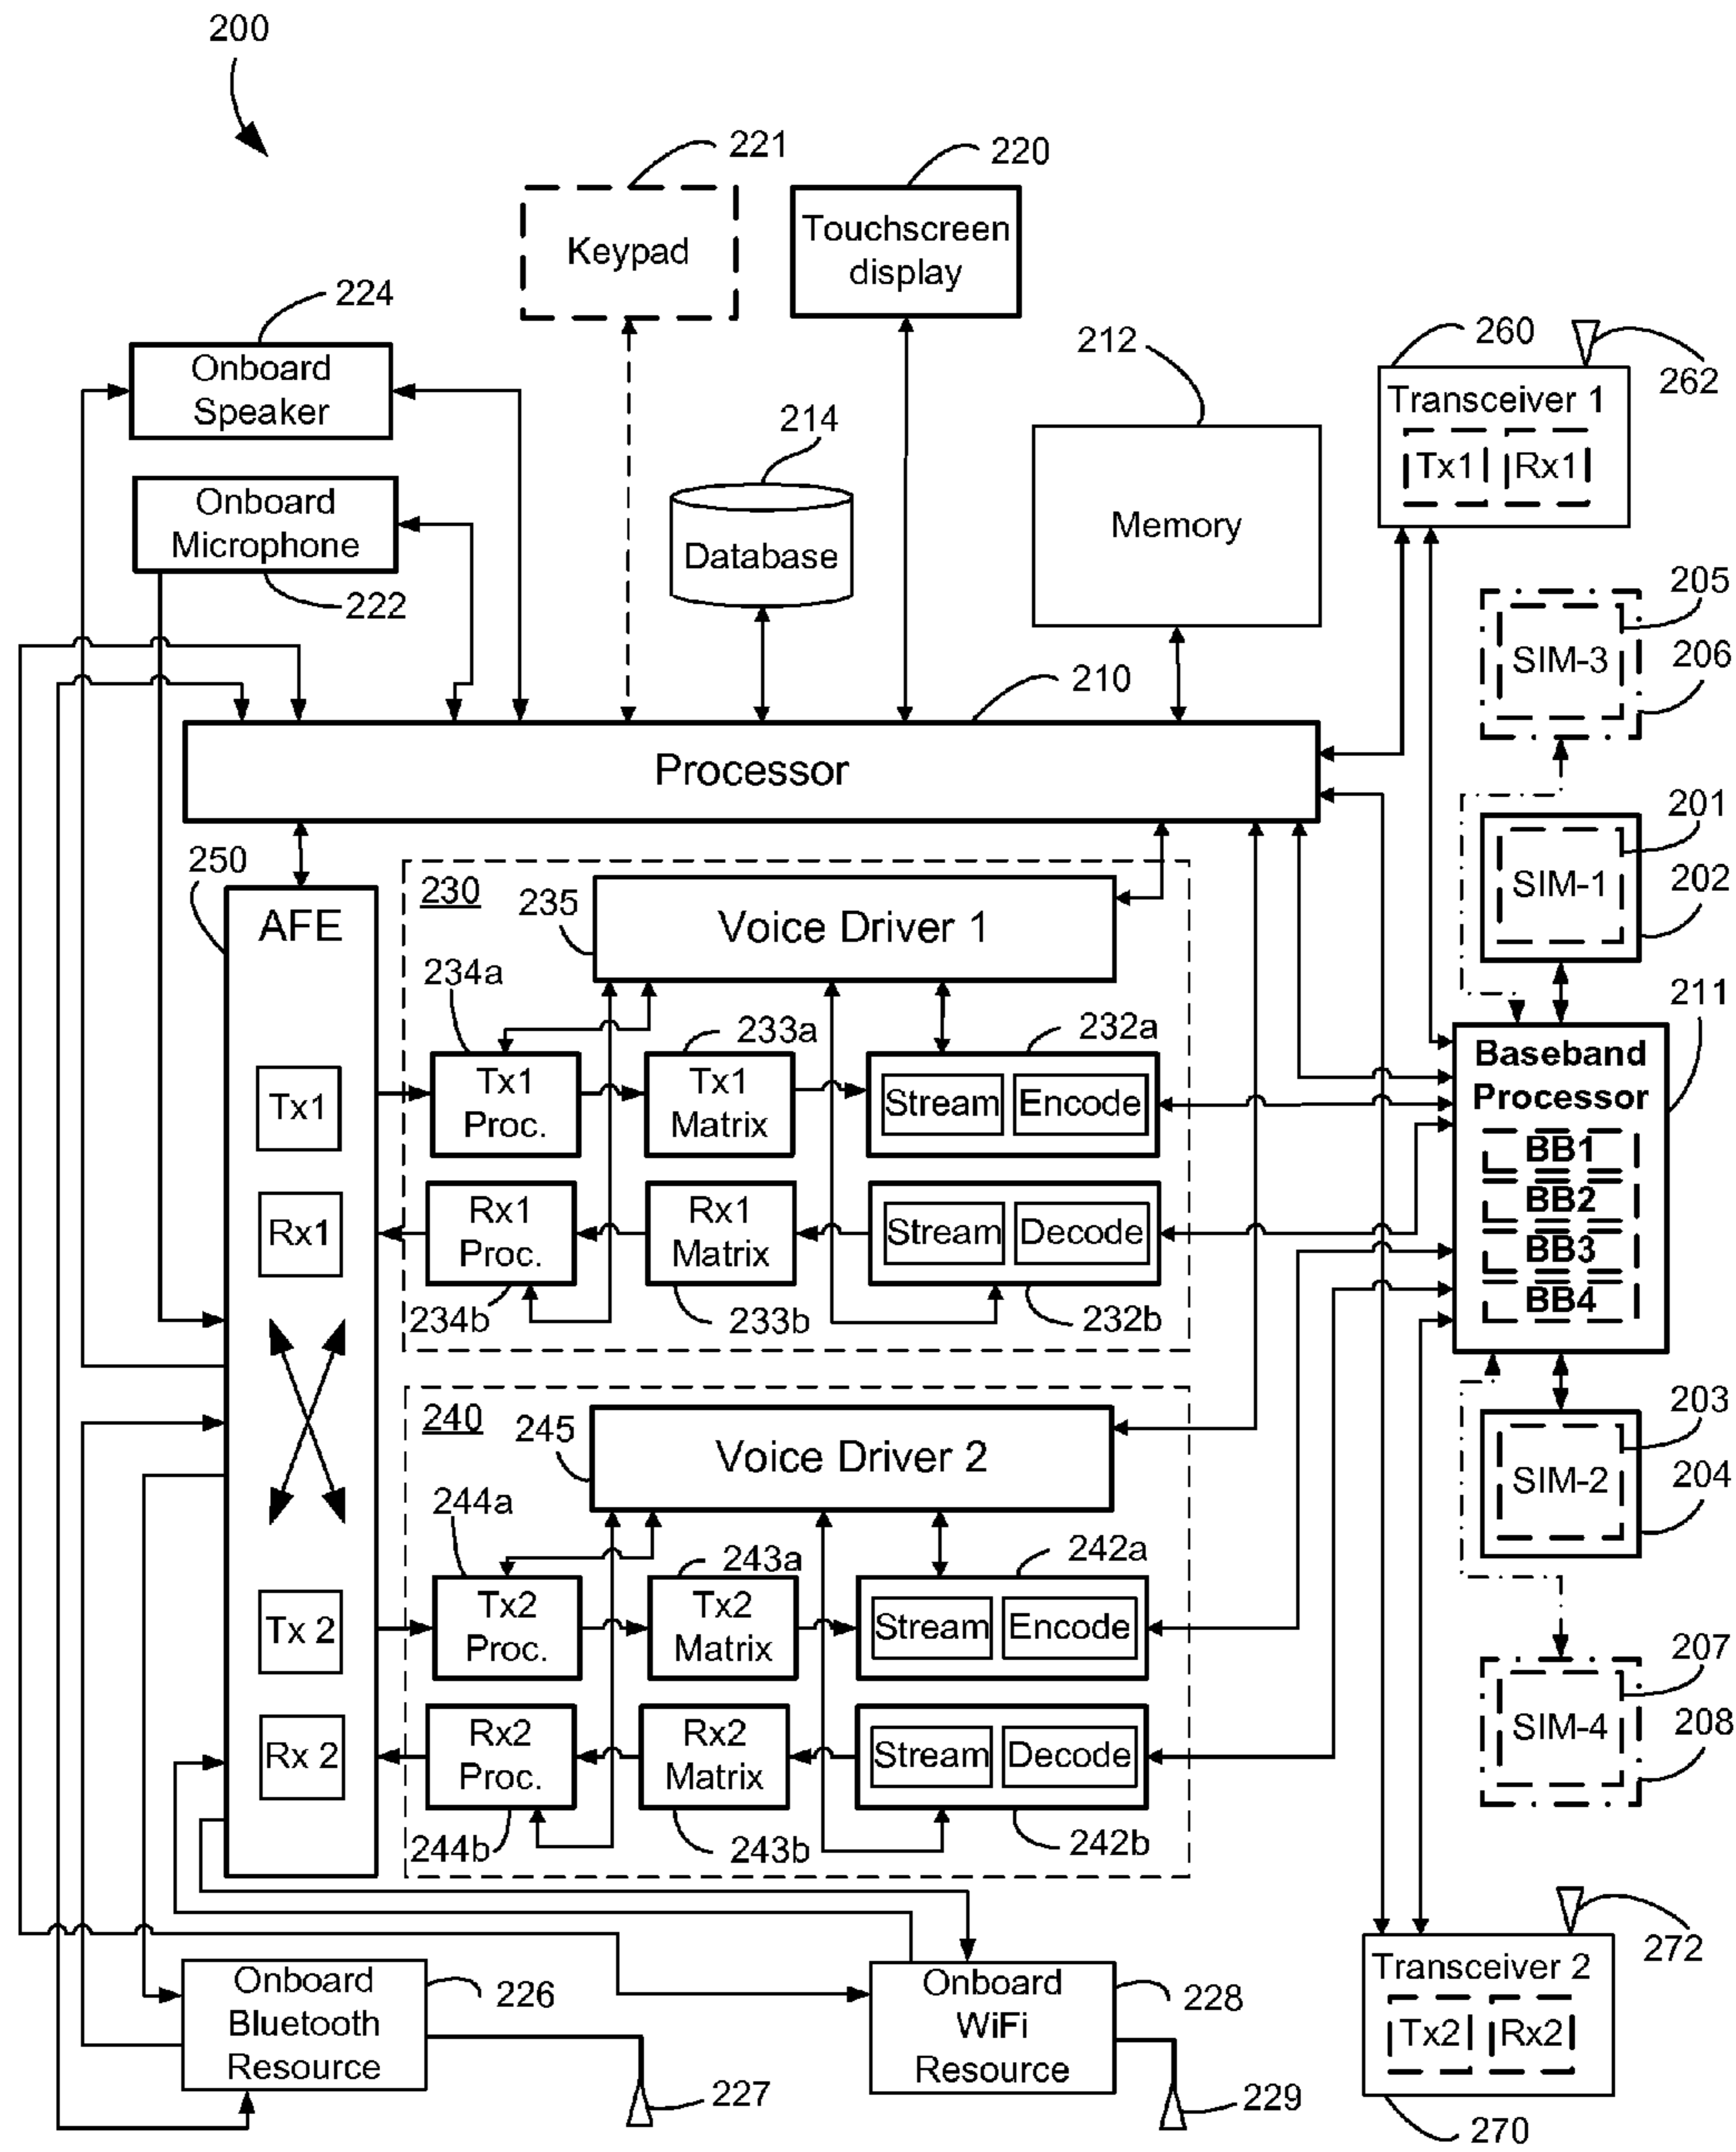 200
221
220
Keypad
Touchscreen
display
224
Onboard
Speaker
212
260
262
Transceiver 1
Tx1
Rx1
214
Onboard
Microphone
222
Database
Memory
205
SIM-3
206
210
Processor
201
SIM-1
202
250
AFE
230
235
Voice Driver 1
234a
233a
232a
211
Baseband
Processor
BB1
BB2
BB3
BB4
Tx1
Tx1
Proc.
Tx1
Matrix
Stream
Encode
Rx1
Rx1
Proc.
Rx1
Matrix
Stream
Decode
234b
233b
232b
240
245
Voice Driver 2
203
SIM-2
204
244a
243a
242a
Tx 2
Tx2
Proc.
Tx2
Matrix
Stream
Encode
207
SIM-4
208
Rx 2
Rx2
Proc.
Rx2
Matrix
Stream
Decode
244b
243b
242b
272
Onboard
Bluetooth
Resource
226
227
Onboard
WiFi
Resource
228
229
Transceiver 2
Tx2
Rx2
270